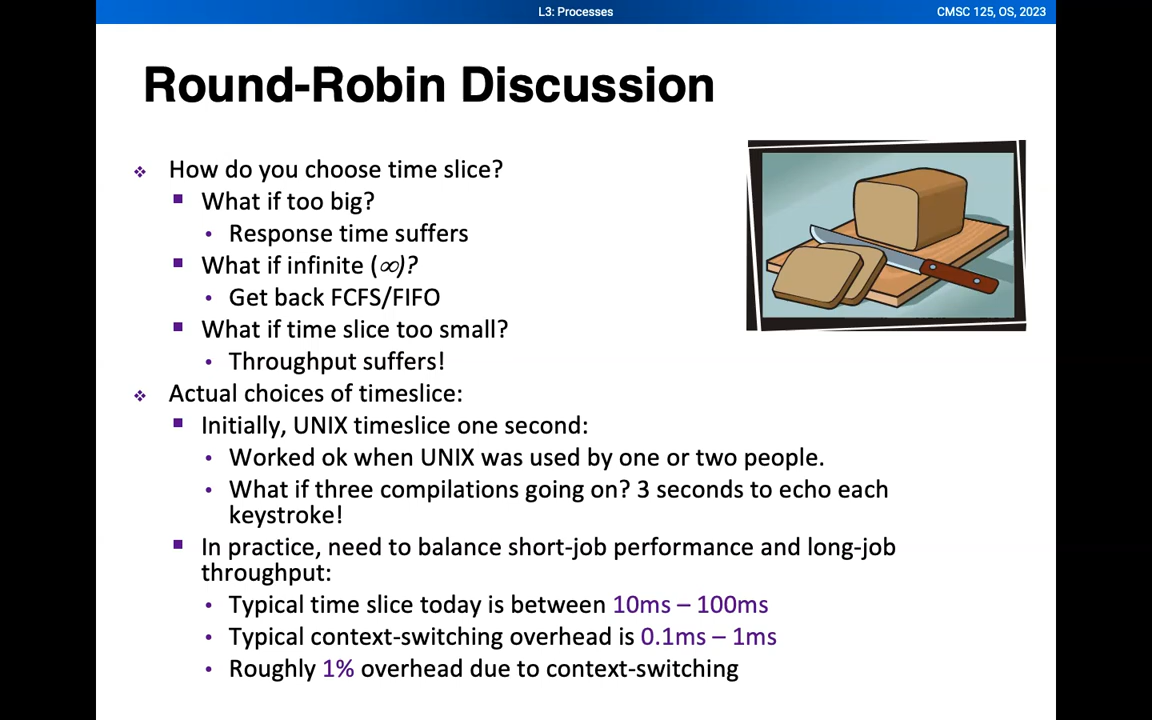 L3: Processes
CMSC 125, OS, 2023
Round-Robin Discussion
❖ How do you choose time slice?
▪ What if too big?
• Response time suffers
▪ What if infinite (∞)?
• Get back FCFS/FIFO
▪ What if time slice too small?
• Throughput suffers!
❖ Actual choices of timeslice:
▪ Initially, UNIX timeslice one second:
• Worked ok when UNIX was used by one or two people.
• What if three compilations going on? 3 seconds to echo each
keystroke!
▪ In practice, need to balance short-job performance and long-job
throughput:
• Typical time slice today is between 10ms – 100ms
• Typical context-switching overhead is 0.1ms – 1ms
• Roughly 1% overhead due to context-switching